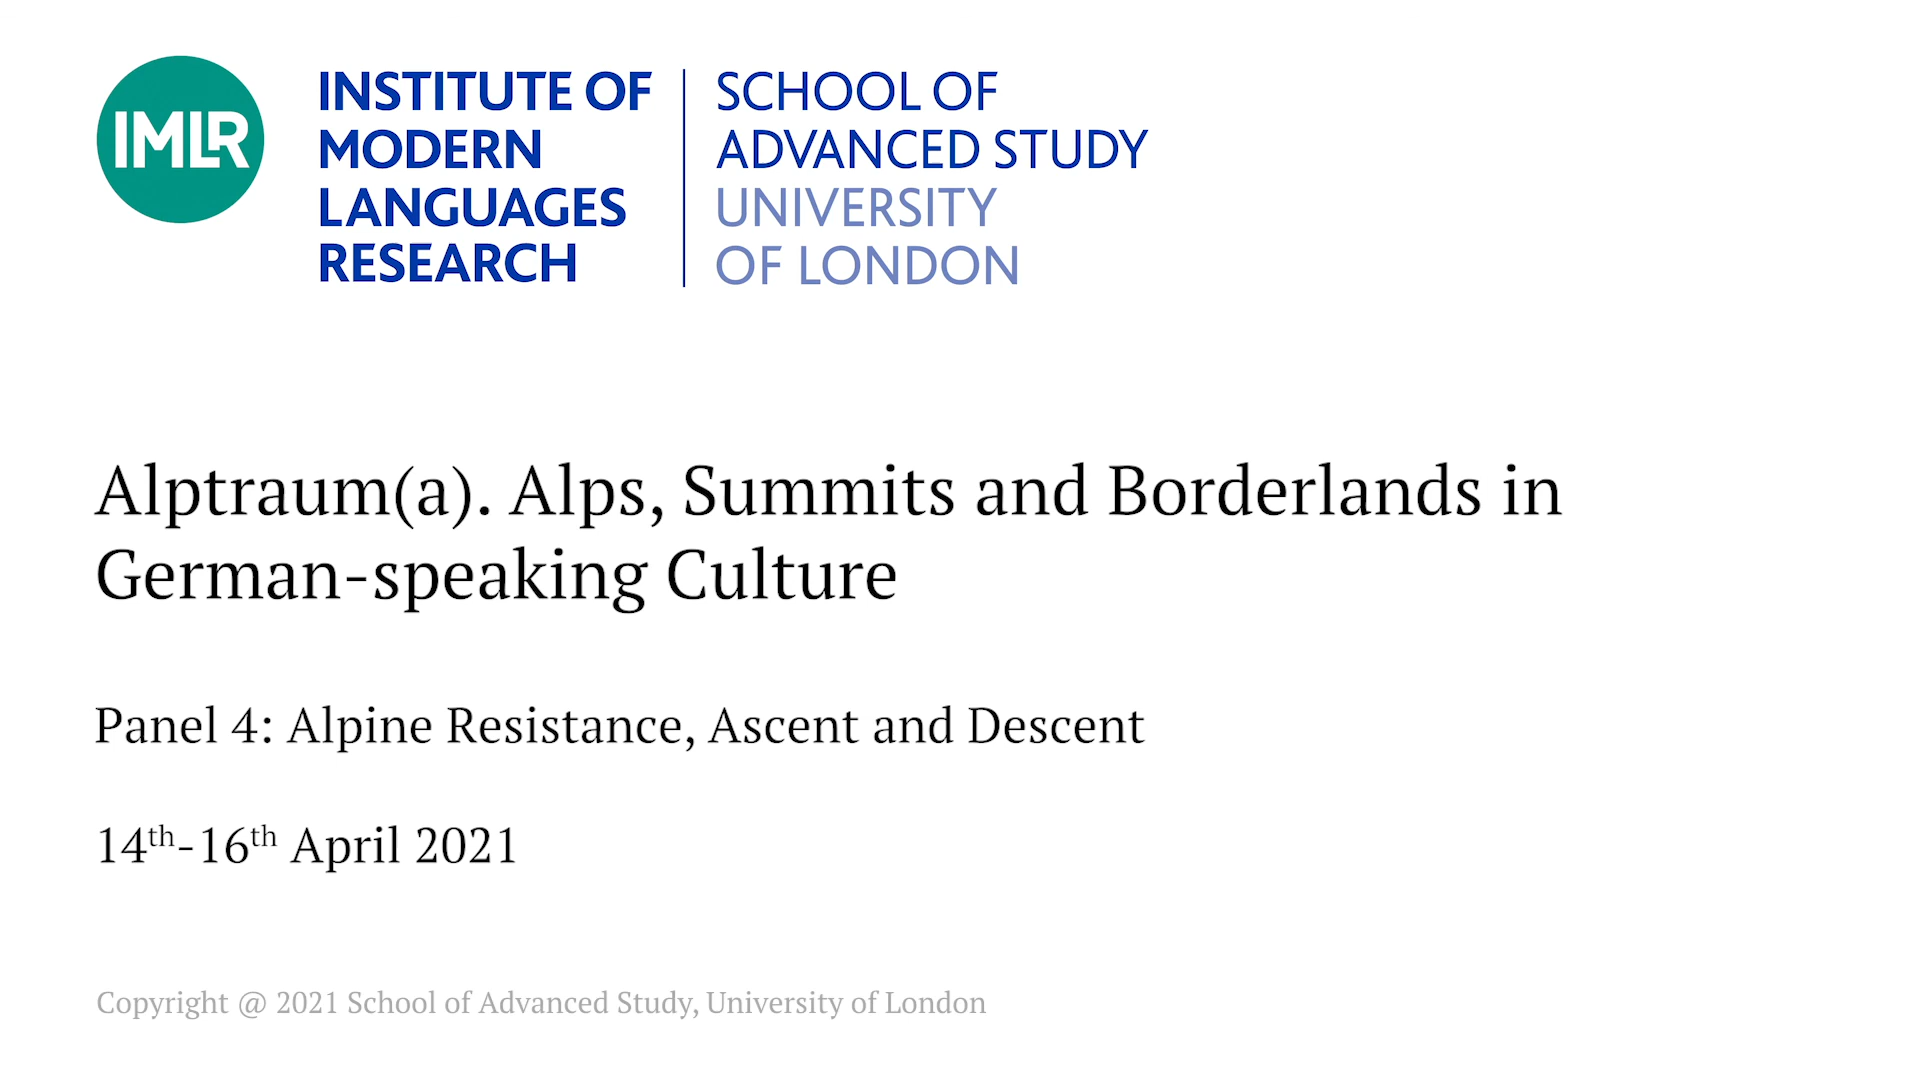 IMLR
INSTITUTE OF
MODERN
LANGUAGES
RESEARCH
SCHOOL OF
ADVANCED STUDY
UNIVERSITY
OF LONDON
Alptraum(a). Alps, Summits and Borderlands in
German-speaking Culture
Panel 4: Alpine Resistance, Ascent and Descent
14th-16th April 2021
Copyright @ 2021 School of Advanced Study, University of London